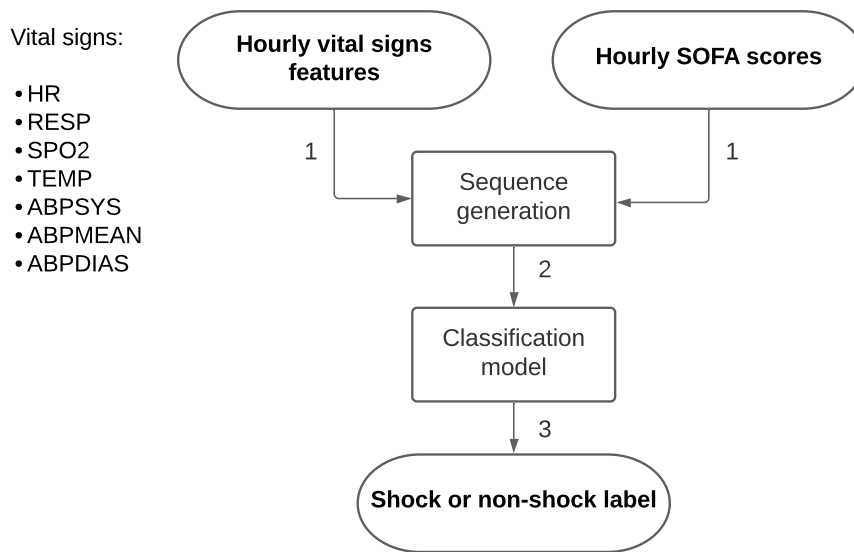 Vital signs:
• HR
• RESP
• SPO2
• TEMP
• ABPSYS
• ABPMEAN
• ABPDIAS
Hourly vital signs
features
Hourly SOFA scores
1
1
Sequence
generation
2
Classification
model
3
Shock or non-shock label